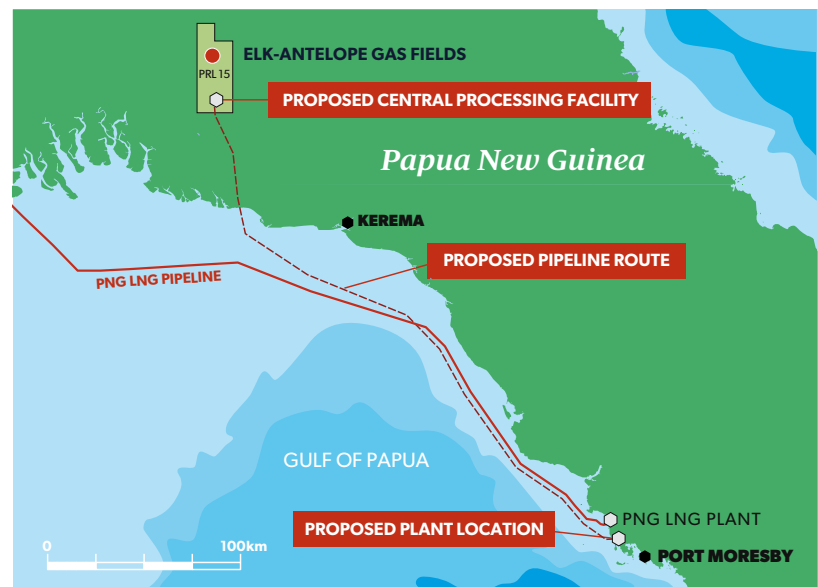 ELK-ANTELOPE GAS FIELDS
PRL 15
PROPOSED CENTRAL PROCESSING FACILITY
Papua New Guinea
KEREMA
PROPOSED PIPELINE ROUTE
PNG LNG PIPELINE
GULF OF PAPUA
PNG LNG PLANT
PROPOSED PLANT LOCATION
0 100km
PORT MORESBY